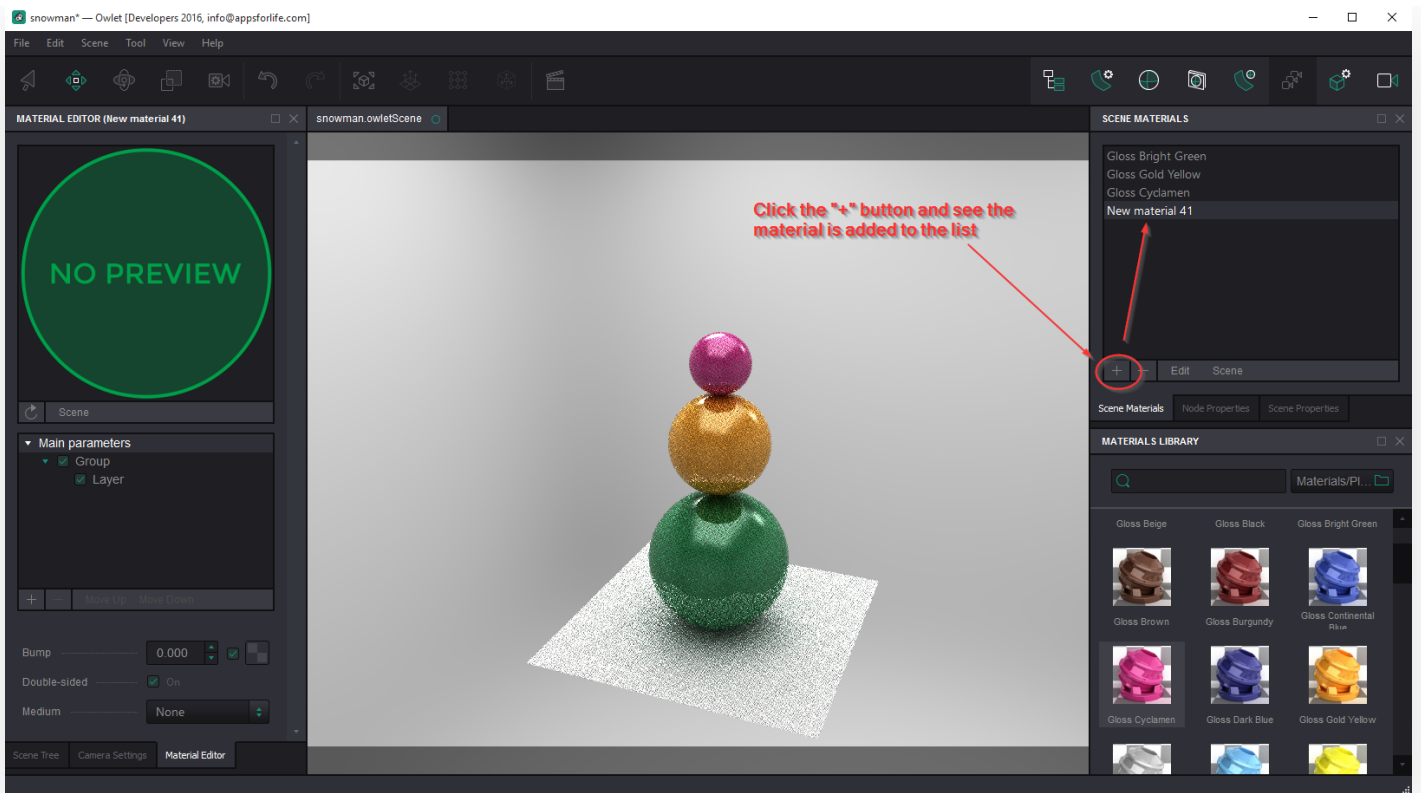 snowman* — Owlet [Developers 2016, info@appsforlife.com]
File Edit Scene Tool View Help
MATERIAL EDITOR (New material 41)
NO PREVIEW
Scene
Main parameters
Group
Layer
Move Up Move Down
Bump 0.000
Double-sided On
Medium None
Scene Tree Camera Settings Material Editor
snowman.owletScene
Click the "+" button and see the
material is added to the list
SCENE MATERIALS
Gloss Bright Green
Gloss Gold Yellow
Gloss Cyclamen
New material 41
+ − Edit Scene
Scene Materials Node Properties Scene Properties
MATERIALS LIBRARY
Materials/Pl...
Gloss Beige Gloss Black Gloss Bright Green
Gloss Brown Gloss Burgundy Gloss Continental
Blue
Gloss Cyclamen Gloss Dark Blue Gloss Gold Yellow